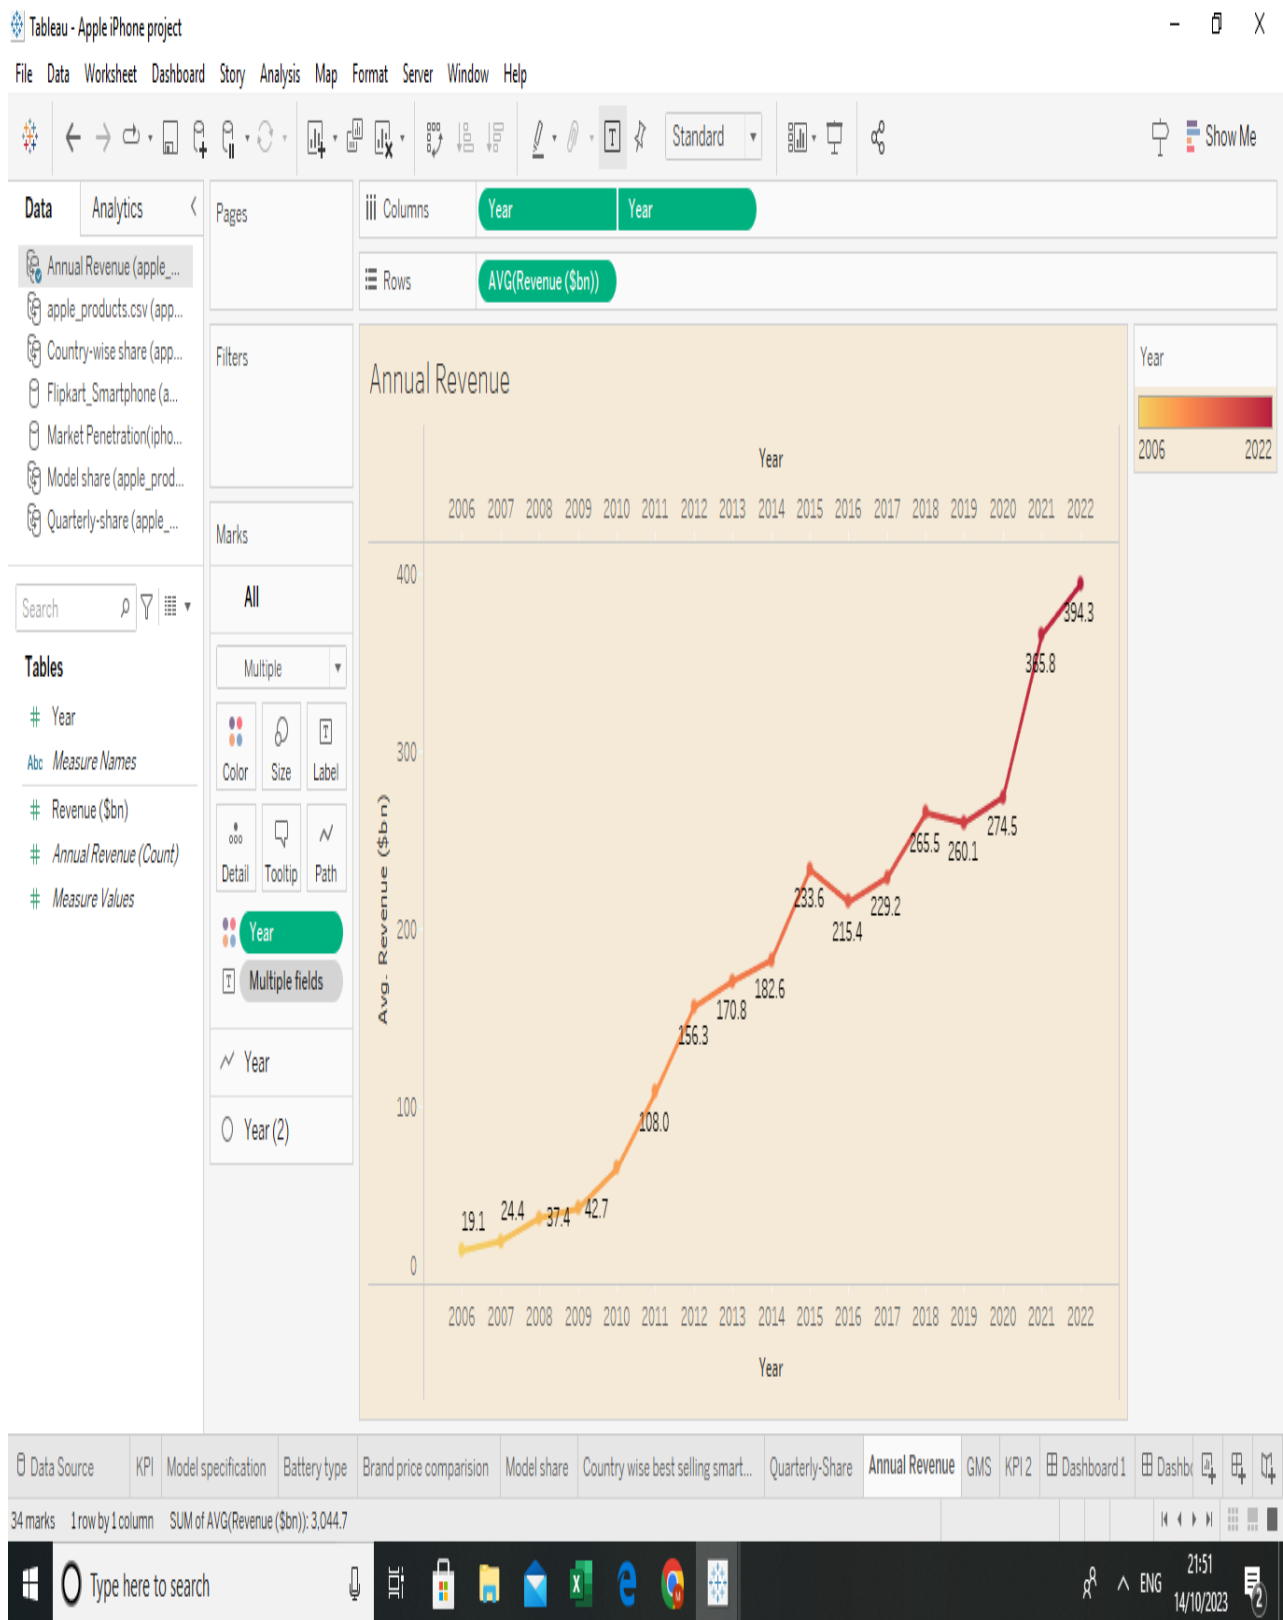 Tableau - Apple iPhone project
File Data Worksheet Dashboard Story Analysis Map Format Server Window Help
Standard
Show Me
Data Analytics
Pages
Columns Year Year
Rows AVG(Revenue ($bn))
Annual Revenue (apple_...
apple_products.csv (app...
Country-wise share (app...
Flipkart_Smartphone (a...
Market Penetration(ipho...
Model share (apple_prod...
Quarterly-share (apple_...
Search
Tables
Year
Abc Measure Names
Revenue ($bn)
Annual Revenue (Count)
Measure Values
Filters
Marks
All
Multiple
Color Size Label
Detail Tooltip Path
Year
Multiple fields
Year
Year (2)
Annual Revenue
Year
2006 2007 2008 2009 2010 2011 2012 2013 2014 2015 2016 2017 2018 2019 2020 2021 2022
400
300
200
100
0
Avg. Revenue ($bn)
19.1
24.4
37.4
42.7
108.0
156.3
170.8
182.6
233.6
215.4
229.2
265.5
260.1
274.5
365.8
394.3
2006 2007 2008 2009 2010 2011 2012 2013 2014 2015 2016 2017 2018 2019 2020 2021 2022
Year
Year
2006 2022
Data Source KPI Model specification Battery type Brand price comparision Model share Country wise best selling smart... Quarterly-Share Annual Revenue GMS KPI 2 Dashboard 1 Dashbo
34 marks 1 row by 1 column SUM of AVG(Revenue ($bn)): 3,044.7
Type here to search
ENG
21:51
14/10/2023
2